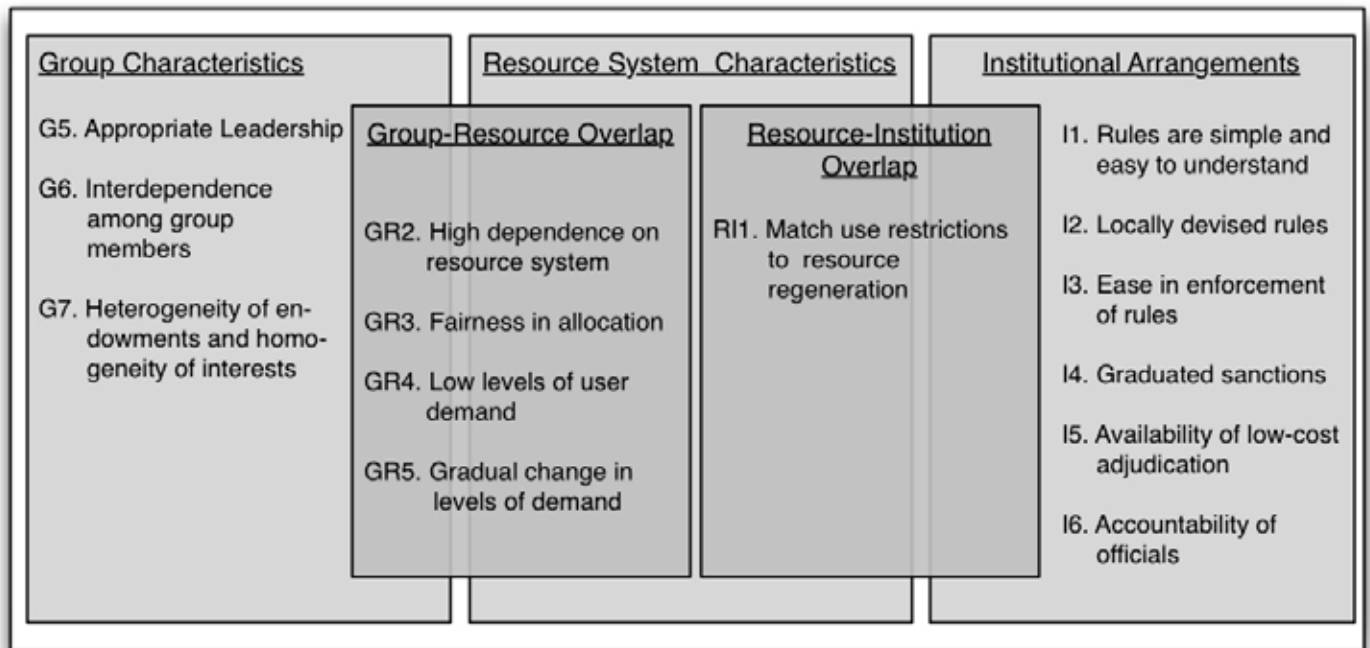 Group Characteristics
G5. Appropriate Leadership
G6. Interdependence
among group
members
G7. Heterogeneity of en-
dowments and homo-
geneity of interests
Group-Resource Overlap
GR2. High dependence on
resource system
GR3. Fairness in allocation
GR4. Low levels of user
demand
GR5. Gradual change in
levels of demand
Resource System Characteristics
Resource-Institution
Overlap
RI1. Match use restrictions
to resource
regeneration
Institutional Arrangements
I1. Rules are simple and
easy to understand
I2. Locally devised rules
I3. Ease in enforcement
of rules
I4. Graduated sanctions
I5. Availability of low-cost
adjudication
I6. Accountability of
officials